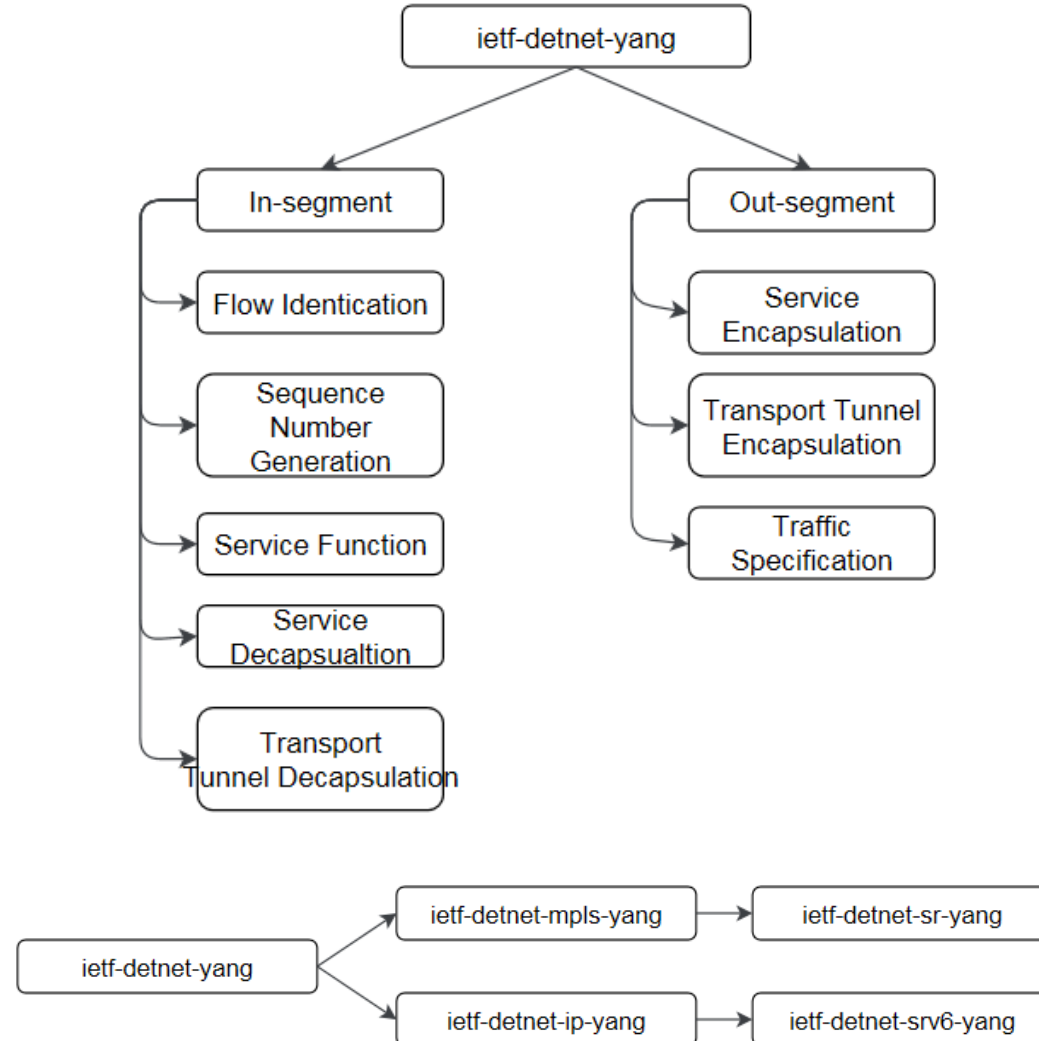 ietf-detnet-yang
In-segment
Out-segment
Flow Identication
Service
Encapsulation
Sequence
Number
Generation
Transport Tunnel
Encapsulation
Service Function
Traffic
Specification
Service
Decapsualtion
Transport
Tunnel Decapsulation
ietf-detnet-mpls-yang
ietf-detnet-sr-yang
ietf-detnet-yang
ietf-detnet-ip-yang
ietf-detnet-srv6-yang